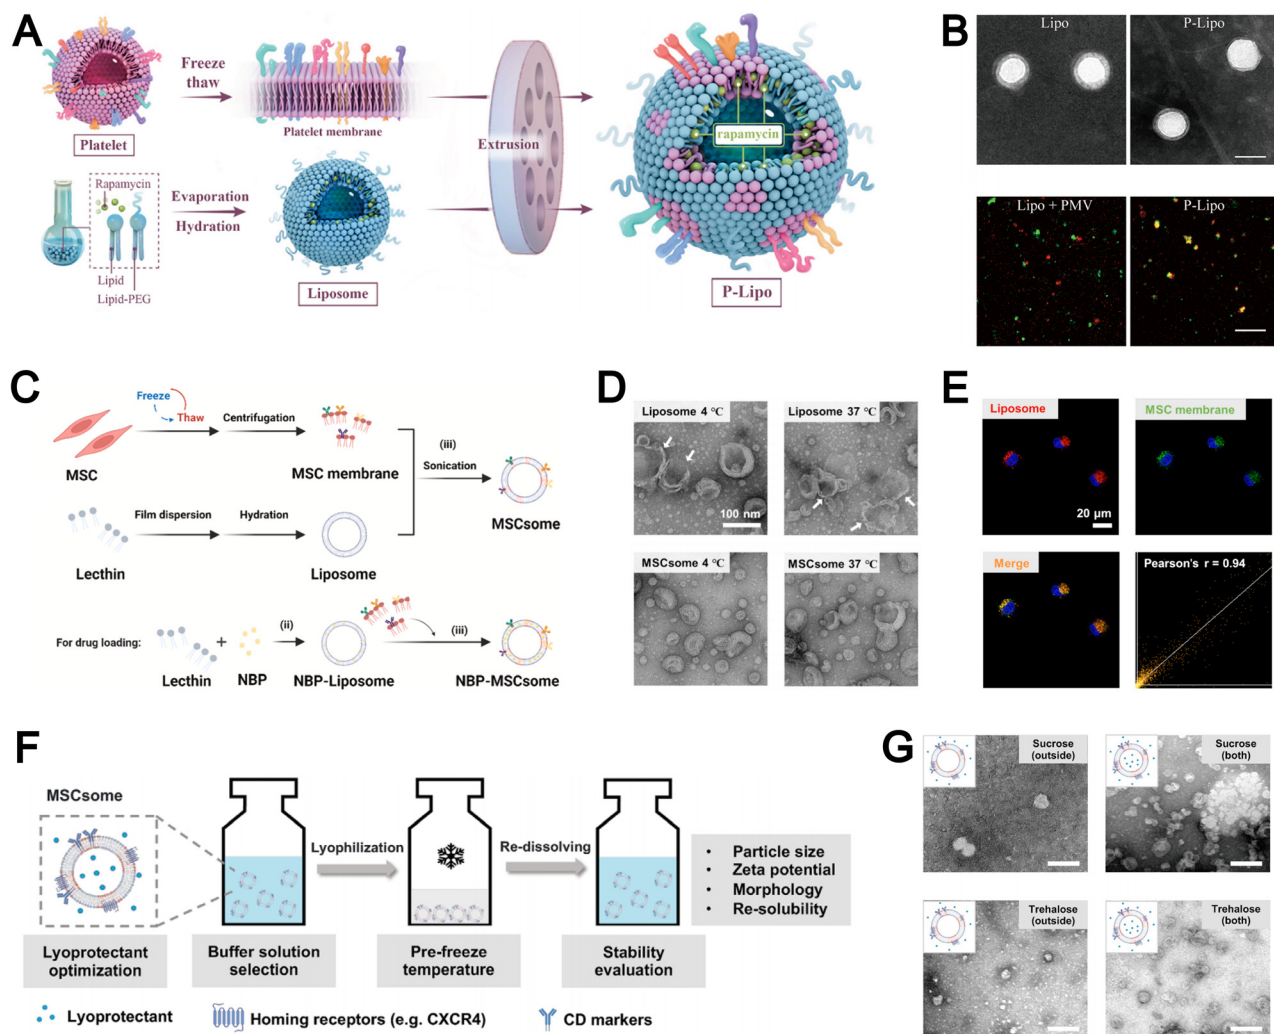 A
Platelet
Freeze
thaw
Platelet membrane
Rapamycin
Lipid
Lipid-PEG
Evaporation
Hydration
Liposome
Extrusion
rapamycin
P-Lipo
B
Lipo
P-Lipo
Lipo + PMV
P-Lipo
C
Freeze
Thaw
MSC
Centrifugation
MSC membrane
(iii)
Sonication
MSCsome
Film dispersion
Hydration
Lecthin
Liposome
For drug loading:
Lecthin
+
NBP
(ii)
NBP-Liposome
(iii)
NBP-MSCsome
D
Liposome 4 °C
Liposome 37 °C
100 nm
MSCsome 4 °C
MSCsome 37 °C
E
Liposome
MSC membrane
20 μm
Merge
Pearson's r = 0.94
F
MSCsome
Lyophilization
Re-dissolving
• Particle size
• Zeta potential
• Morphology
• Re-solubility
Lyoprotectant
optimization
Buffer solution
selection
Pre-freeze
temperature
Stability
evaluation
Lyoprotectant
Homing receptors (e.g. CXCR4)
CD markers
G
Sucrose
(outside)
Sucrose
(both)
Trehalose
(outside)
Trehalose
(both)